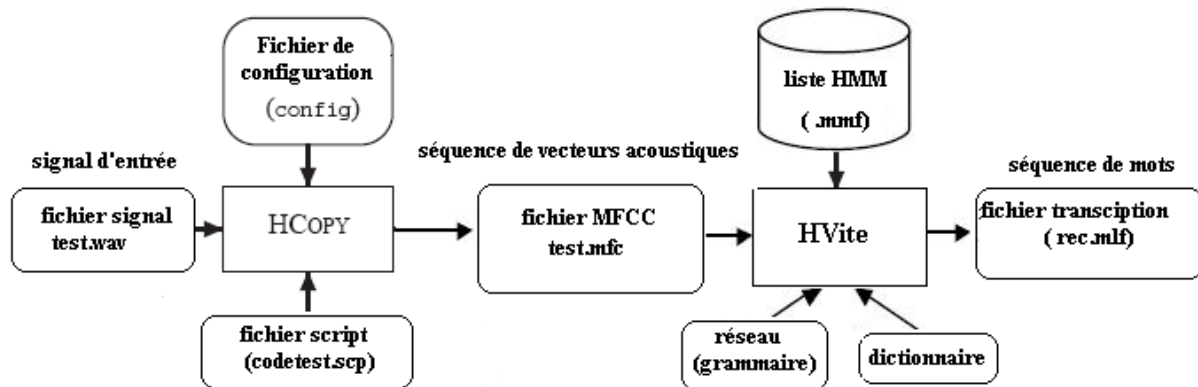 Fichier de
configuration
(config)
liste HMM
( .mmf)
signal d'entrée
séquence de vecteurs acoustiques
séquence de mots
fichier signal
test.wav
HCOPY
fichier MFCC
test.mfc
HVite
fichier transciption
( rec.mlf)
fichier script
(codetest.scp)
réseau
(grammaire)
dictionnaire